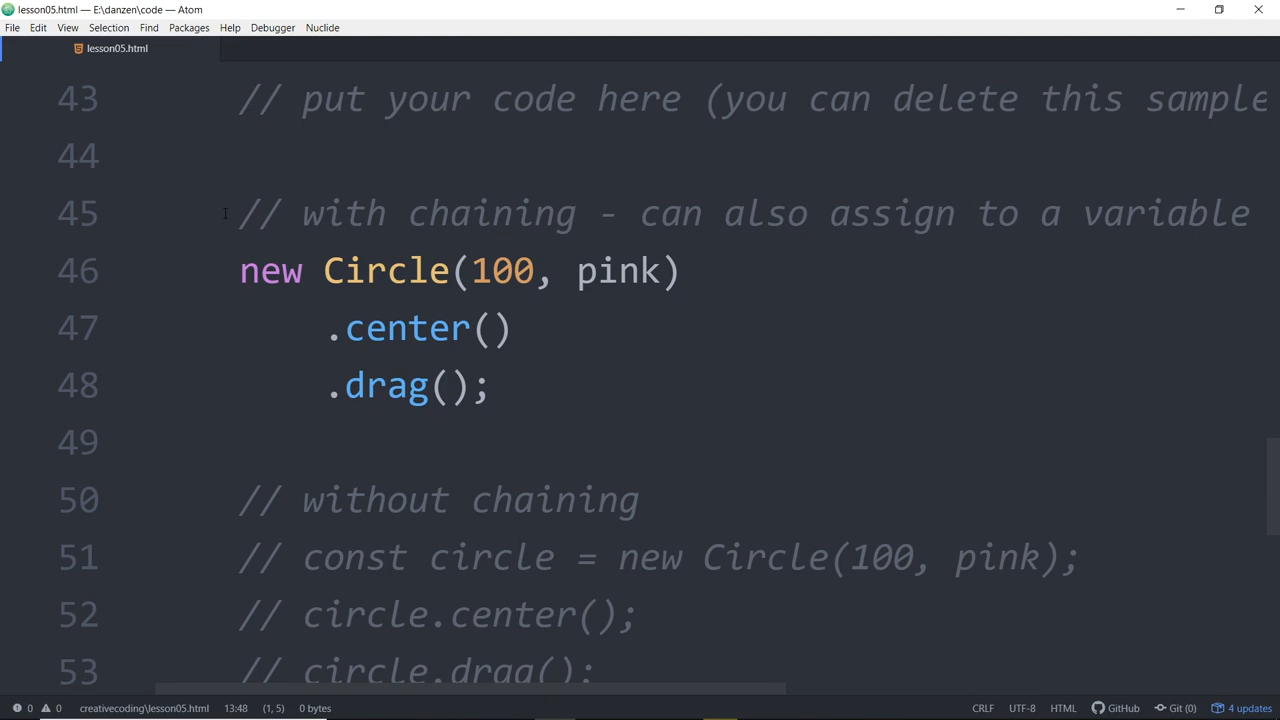 lesson05.html — E:\danzen\code — Atom
File Edit View Selection Find Packages Help Debugger Nuclide
lesson05.html
43 // put your code here (you can delete this sample
44
45 // with chaining - can also assign to a variable
46 new Circle(100, pink)
47 .center()
48 .drag();
49
50 // without chaining
51 // const circle = new Circle(100, pink);
52 // circle.center();
53 // circle.drag();
0 0 creativecoding\lesson05.html 13:48 (1, 5) 0 bytes CRLF UTF-8 HTML GitHub Git (0) 4 updates